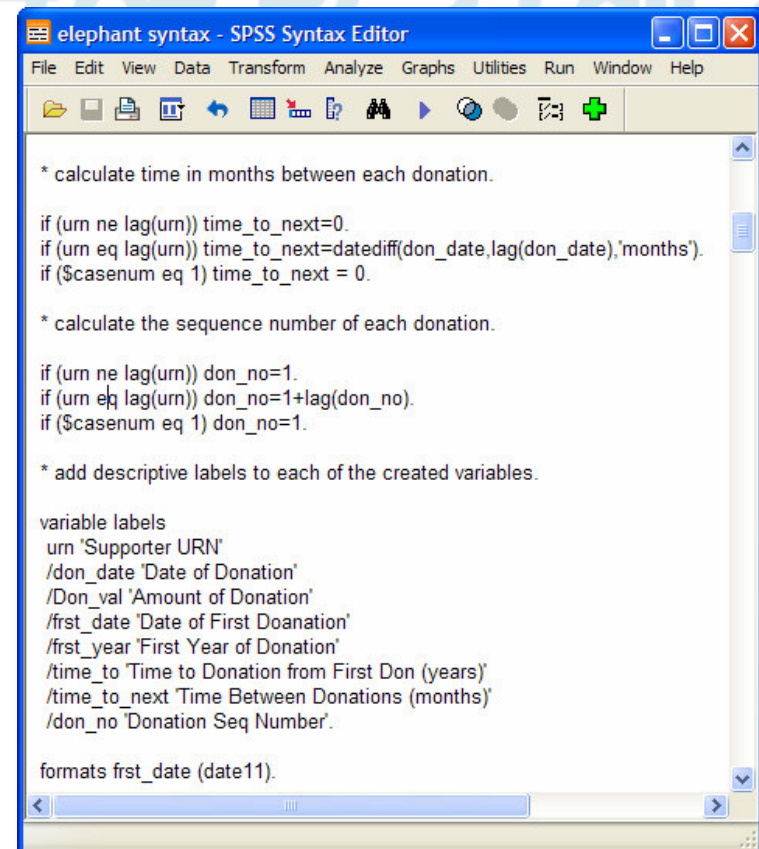 elephant syntax - SPSS Syntax Editor
File Edit View Data Transform Analyze Graphs Utilities Run Window Help
* calculate time in months between each donation.
if (urn ne lag(urn)) time_to_next=0.
if (urn eq lag(urn)) time_to_next=datediff(don_date,lag(don_date),'months').
if ($casenum eq 1) time_to_next = 0.
* calculate the sequence number of each donation.
if (urn ne lag(urn)) don_no=1.
if (urn eq lag(urn)) don_no=1+lag(don_no).
if ($casenum eq 1) don_no=1.
* add descriptive labels to each of the created variables.
variable labels
urn 'Supporter URN'
/don_date 'Date of Donation'
/Don_val 'Amount of Donation'
/frst_date 'Date of First Doanation'
/frst_year 'First Year of Donation'
/time_to 'Time to Donation from First Don (years)'
/time_to_next 'Time Between Donations (months)'
/don_no 'Donation Seq Number'.
formats frst_date (date11).